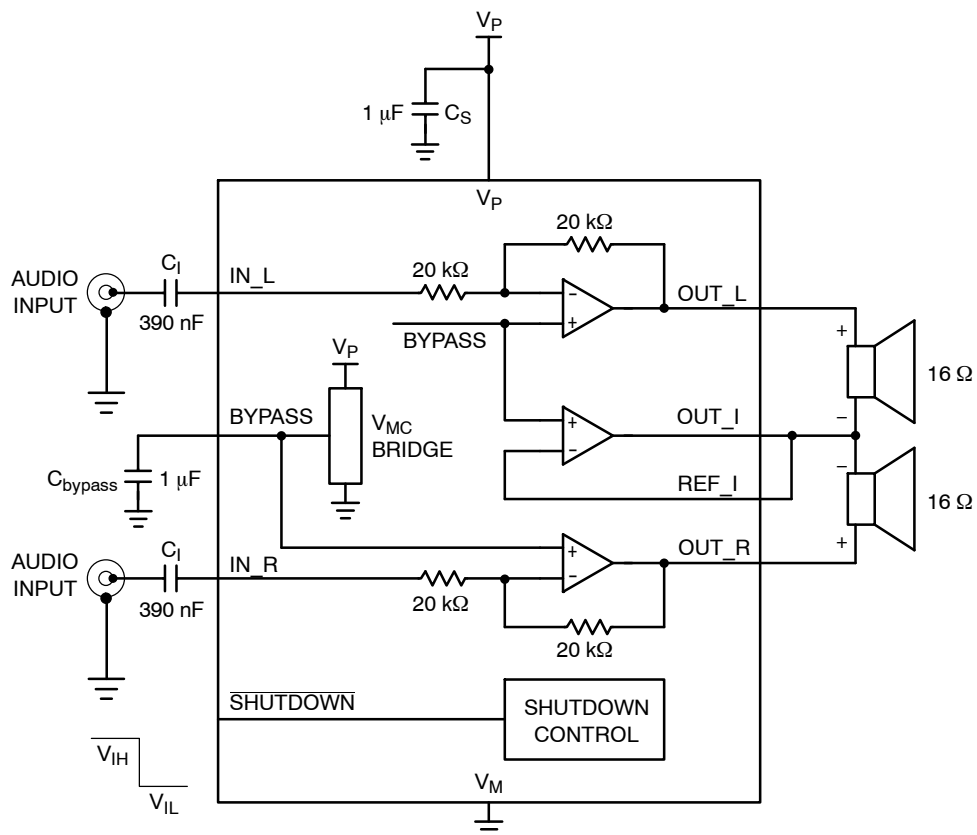 V_P
1 μF C_S
V_P
20 kΩ
AUDIO
INPUT
C_I
390 nF
IN_L
20 kΩ
OUT_L
−
+
BYPASS
+
16 Ω
−
V_P
BYPASS
V_MC
BRIDGE
+
−
OUT_I
C_bypass 1 μF
REF_I
−
16 Ω
+
AUDIO
INPUT
C_I
390 nF
IN_R
20 kΩ
+
−
OUT_R
20 kΩ
SHUTDOWN
SHUTDOWN
CONTROL
V_IH
V_IL
V_M